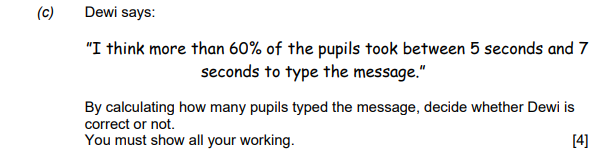 (c) Dewi says:
"I think more than 60% of the pupils took between 5 seconds and 7
seconds to type the message."
By calculating how many pupils typed the message, decide whether Dewi is
correct or not.
You must show all your working. [4]